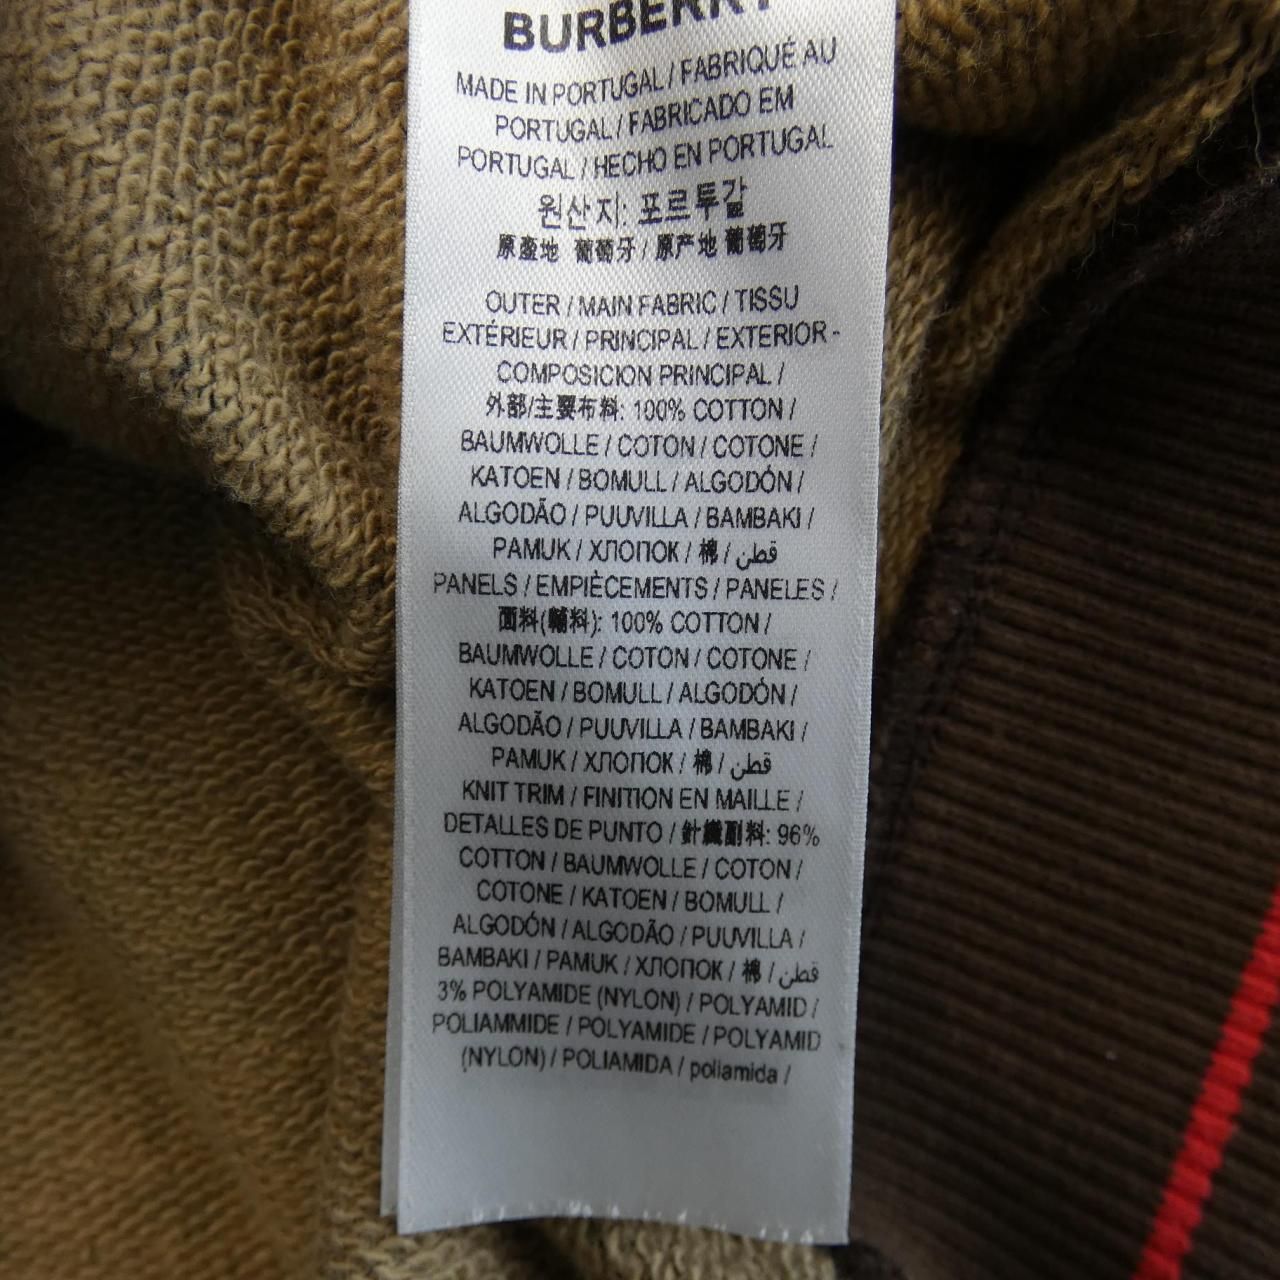 BURBERRY
MADE IN PORTUGAL / FABRIQUÉ AU
PORTUGAL / FABRICADO EM
PORTUGAL / HECHO EN PORTUGAL
원산지: 포르투갈
原產地 葡萄牙 / 原产地 葡萄牙
OUTER / MAIN FABRIC / TISSU
EXTÉRIEUR / PRINCIPAL / EXTERIOR -
COMPOSICION PRINCIPAL /
外部/主要布料: 100% COTTON /
BAUMWOLLE / COTON / COTONE /
KATOEN / BOMULL / ALGODÓN /
ALGODÃO / PUUVILLA / BAMBAKI /
PAMUK / ХЛОПОК / 棉 / قطن
PANELS / EMPIÈCEMENTS / PANELES /
面料(輔料): 100% COTTON /
BAUMWOLLE / COTON / COTONE /
KATOEN / BOMULL / ALGODÓN /
ALGODÃO / PUUVILLA / BAMBAKI /
PAMUK / ХЛОПОК / 棉 / قطن
KNIT TRIM / FINITION EN MAILLE /
DETALLES DE PUNTO / 針織副料: 96%
COTTON / BAUMWOLLE / COTON /
COTONE / KATOEN / BOMULL /
ALGODÓN / ALGODÃO / PUUVILLA /
BAMBAKI / PAMUK / ХЛОПОК / 棉 / قطن
3% POLYAMIDE (NYLON) / POLYAMID /
POLIAMMIDE / POLYAMIDE / POLYAMID
(NYLON) / POLIAMIDA / poliamida /